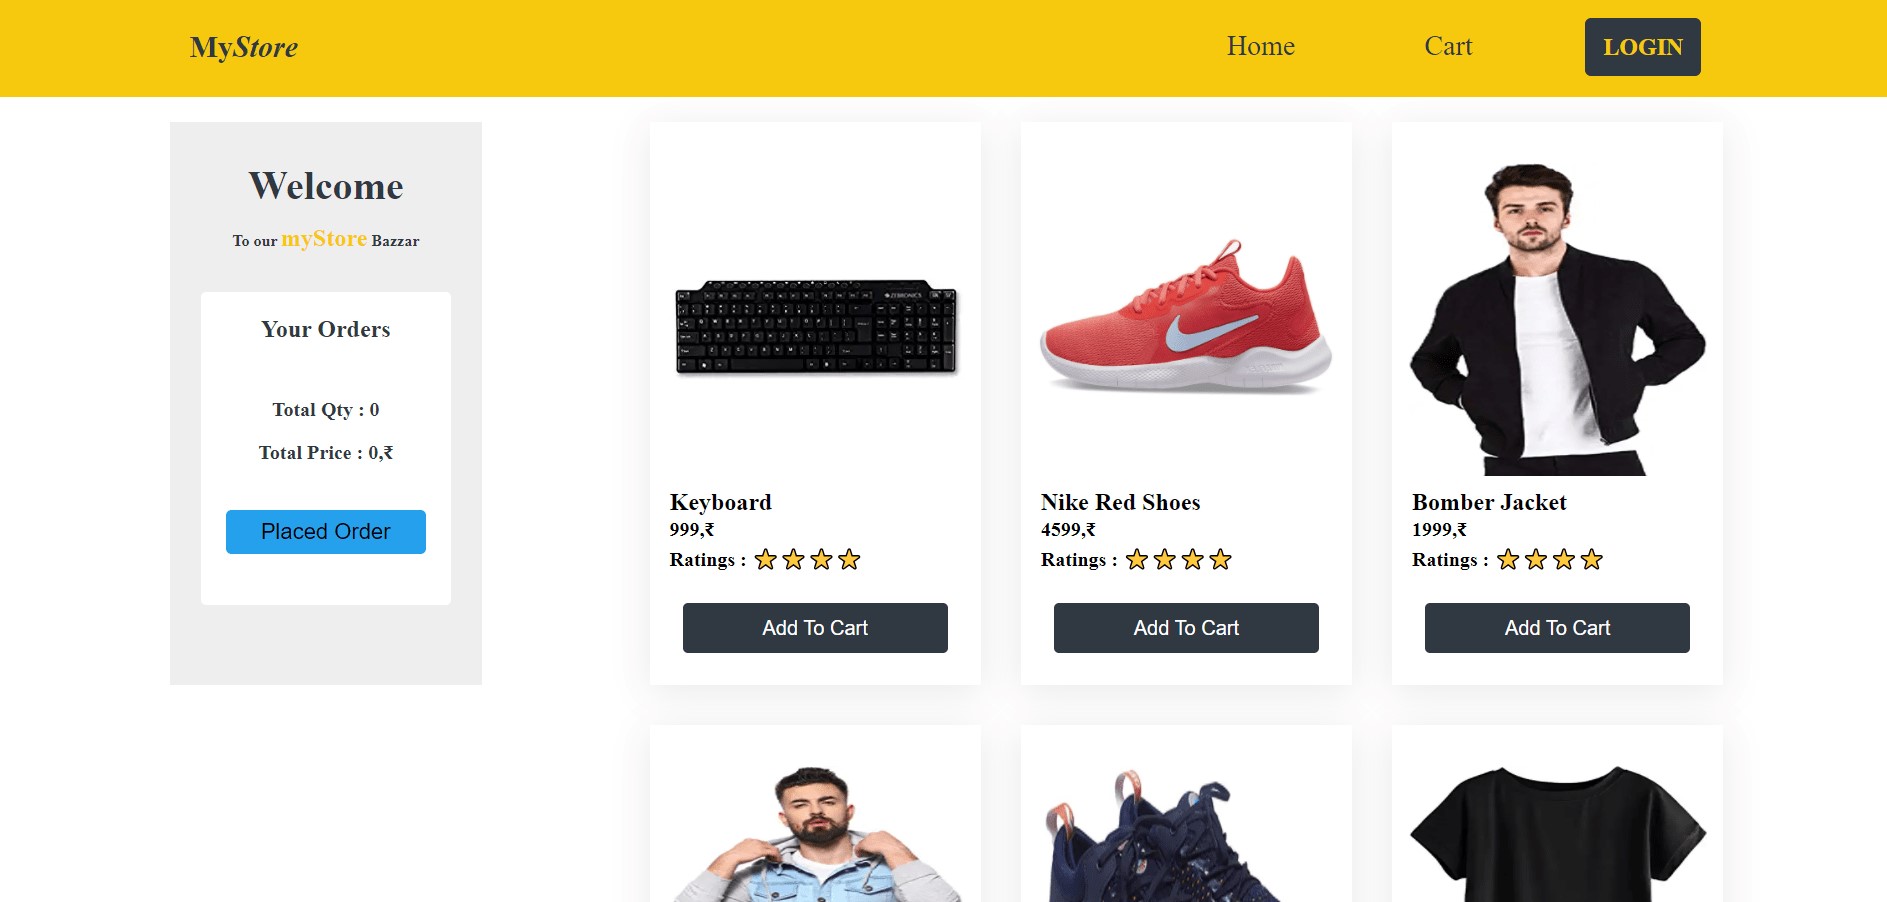 MyStore
Home
Cart
LOGIN
Welcome
To our myStore Bazzar
Your Orders
Total Qty : 0
Total Price : 0,₹
Placed Order
ZEBRONICS
Keyboard
999,₹
Ratings :
Add To Cart
Nike Red Shoes
4599,₹
Ratings :
Add To Cart
Bomber Jacket
1999,₹
Ratings :
Add To Cart